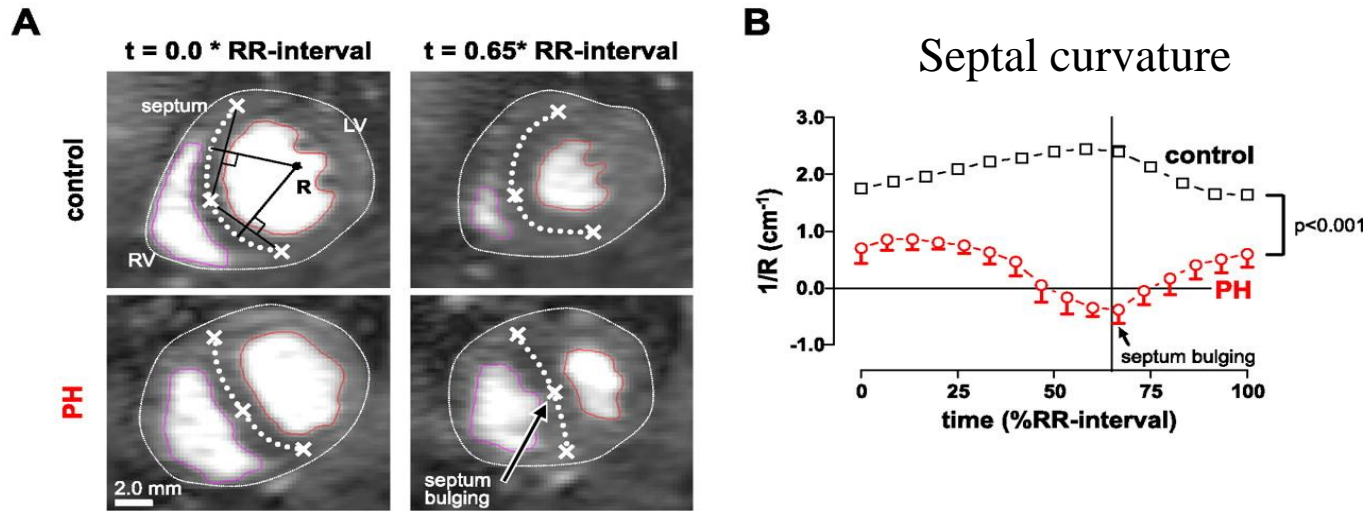 A
t = 0.0 * RR-interval
t = 0.65* RR-interval
control
septum
LV
R
RV
PH
2.0 mm
septum
bulging
B
Septal curvature
1/R (cm-1)
3.0
2.0
1.0
0.0
-1.0
control
p<0.001
PH
septum bulging
0
25
50
75
100
time (%RR-interval)